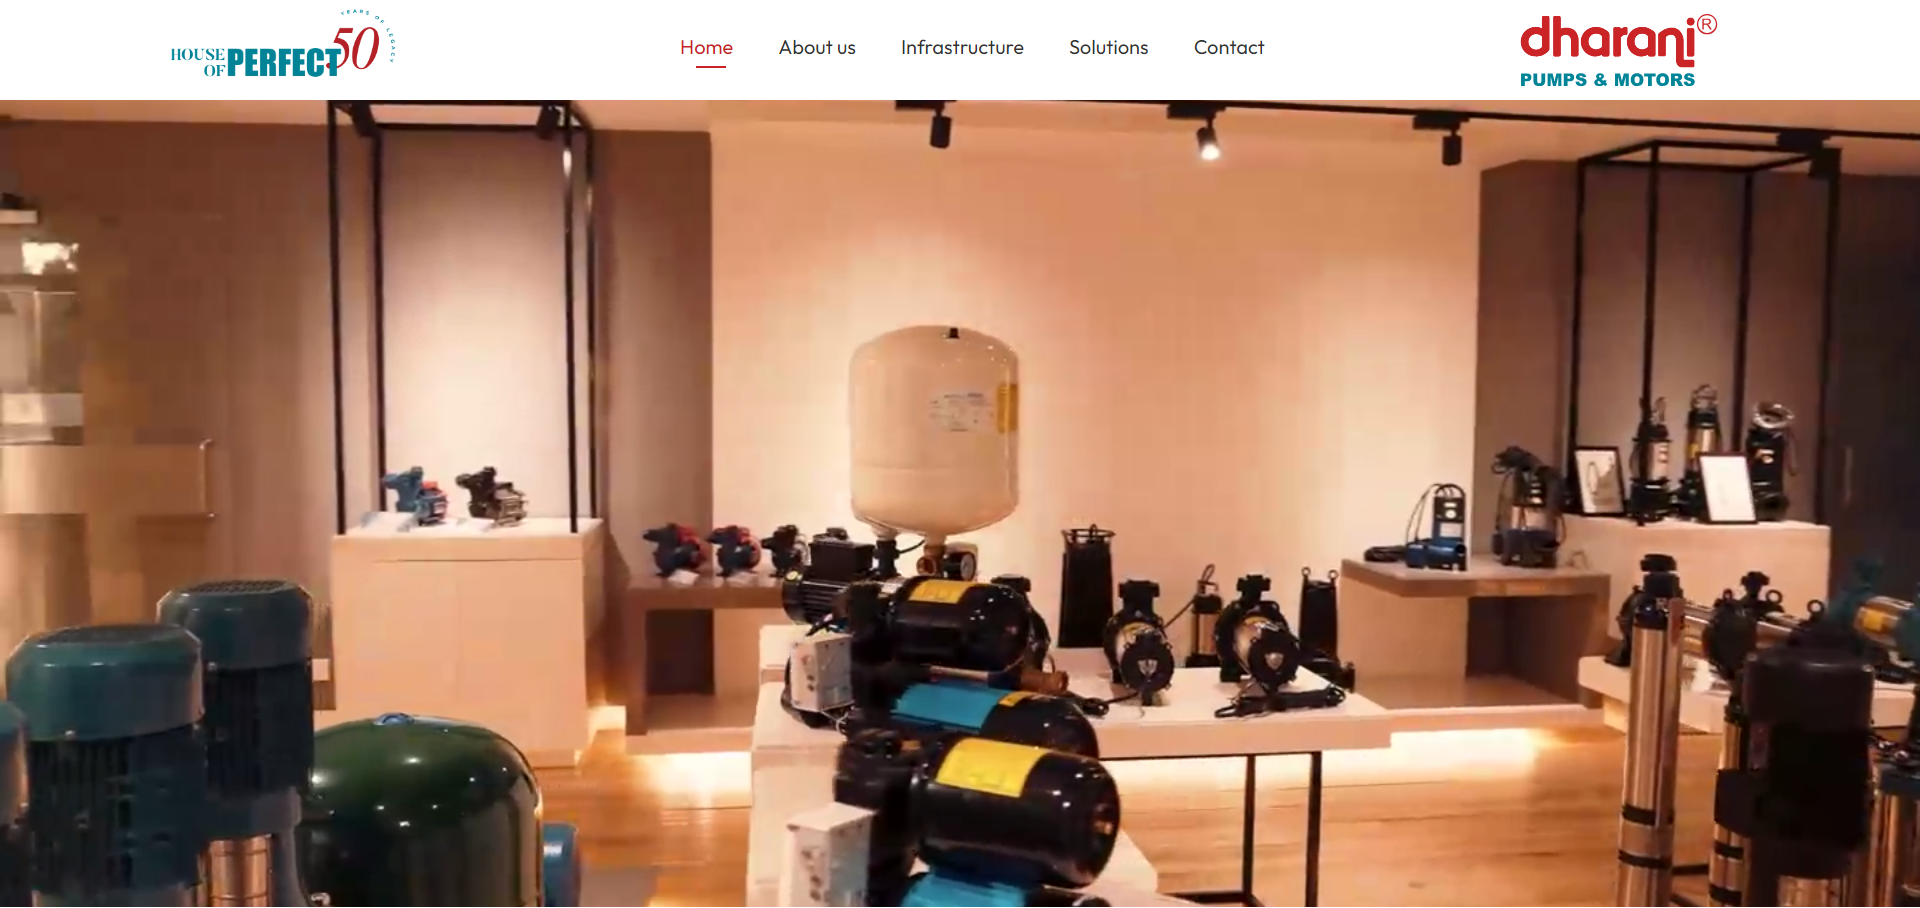 YEARS OF LEGACY
HOUSE
OF PERFECT 50
Home
About us
Infrastructure
Solutions
Contact
dharani®
PUMPS & MOTORS